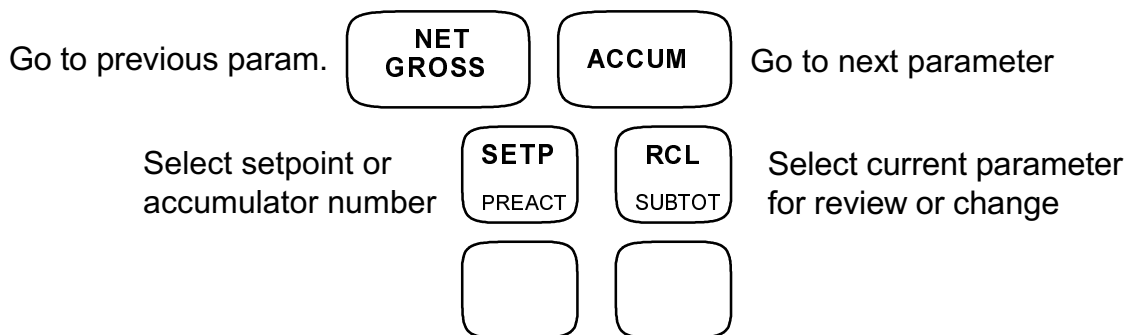 Go to previous param.
NET
GROSS
ACCUM
Go to next parameter
Select setpoint or
accumulator number
SETP
PREACT
RCL
SUBTOT
Select current parameter
for review or change